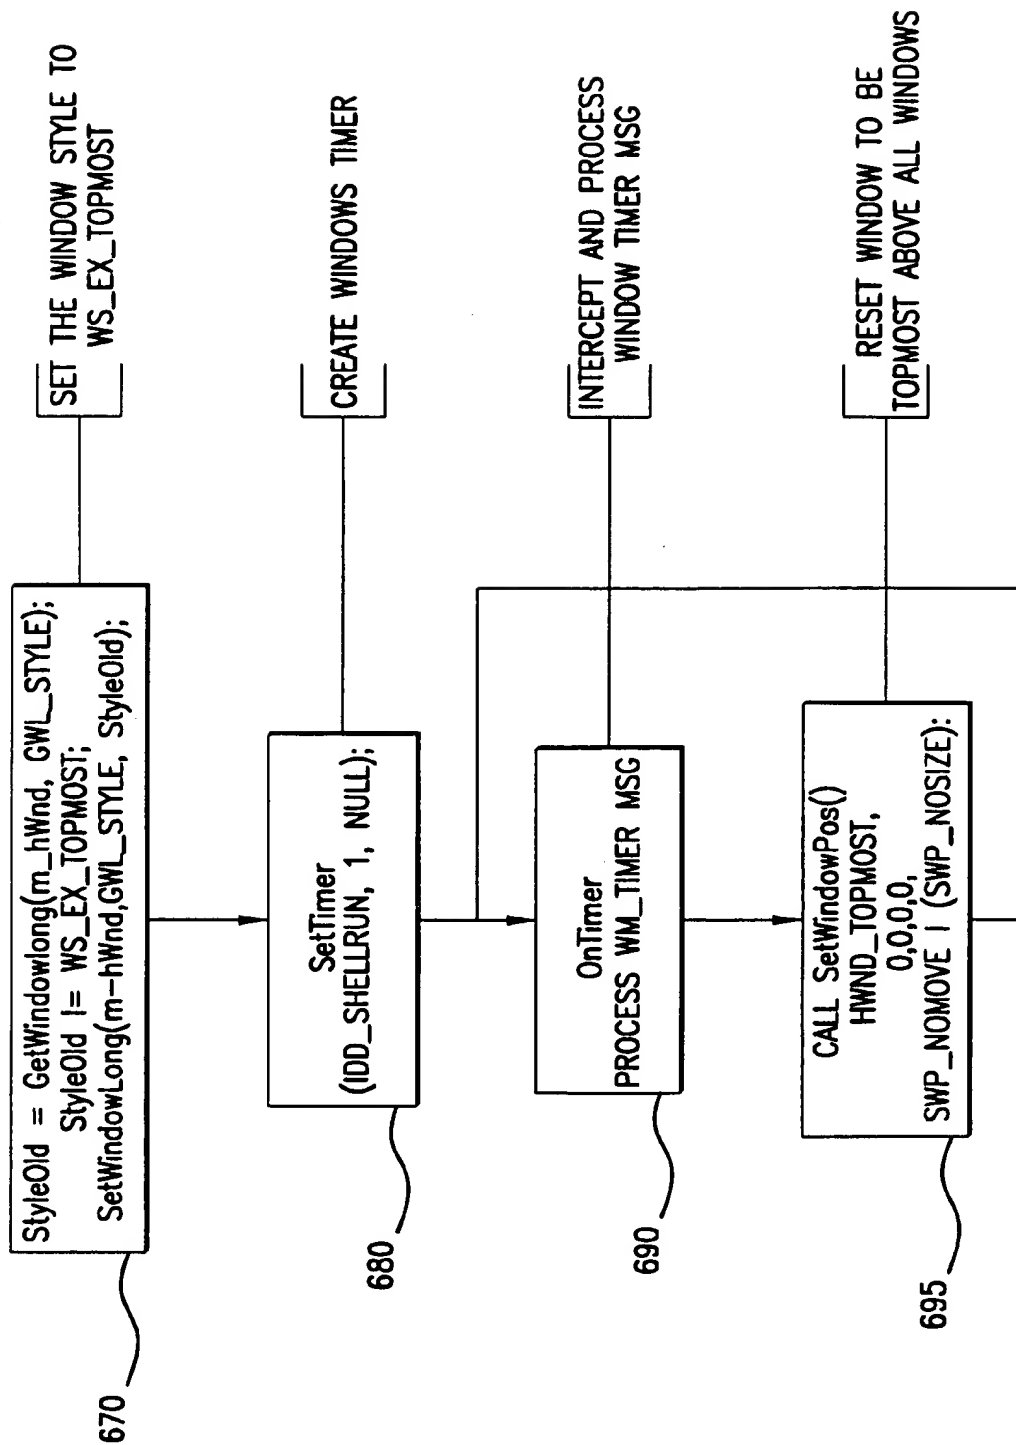 StyleOld = GetWindowlong(m_hWnd, GWL_STYLE);
StyleOld |= WS_EX_TOPMOST;
SetWindowLong(m-hWnd,GWL_STYLE, StyleOld);
SET THE WINDOW STYLE TO
WS_EX_TOPMOST
670
SetTimer
(IDD_SHELLRUN, 1, NULL);
CREATE WINDOWS TIMER
680
OnTimer
PROCESS WM_TIMER MSG
INTERCEPT AND PROCESS
WINDOW TIMER MSG
690
CALL SetWindowPos()
HWND_TOPMOST,
0,0,0,0,
SWP_NOMOVE | (SWP_NOSIZE):
RESET WINDOW TO BE
TOPMOST ABOVE ALL WINDOWS
695